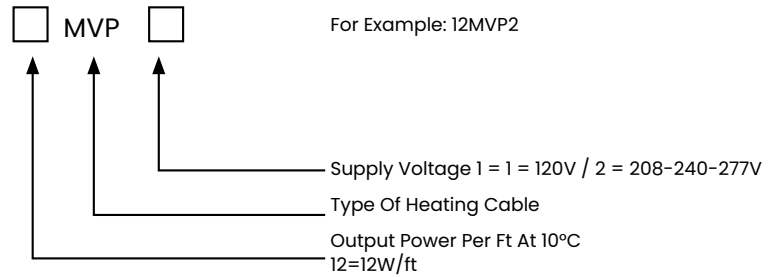 MVP
For Example: 12MVP2
Supply Voltage 1 = 1 = 120V / 2 = 208-240-277V
Type Of Heating Cable
Output Power Per Ft At 10°C
12=12W/ft